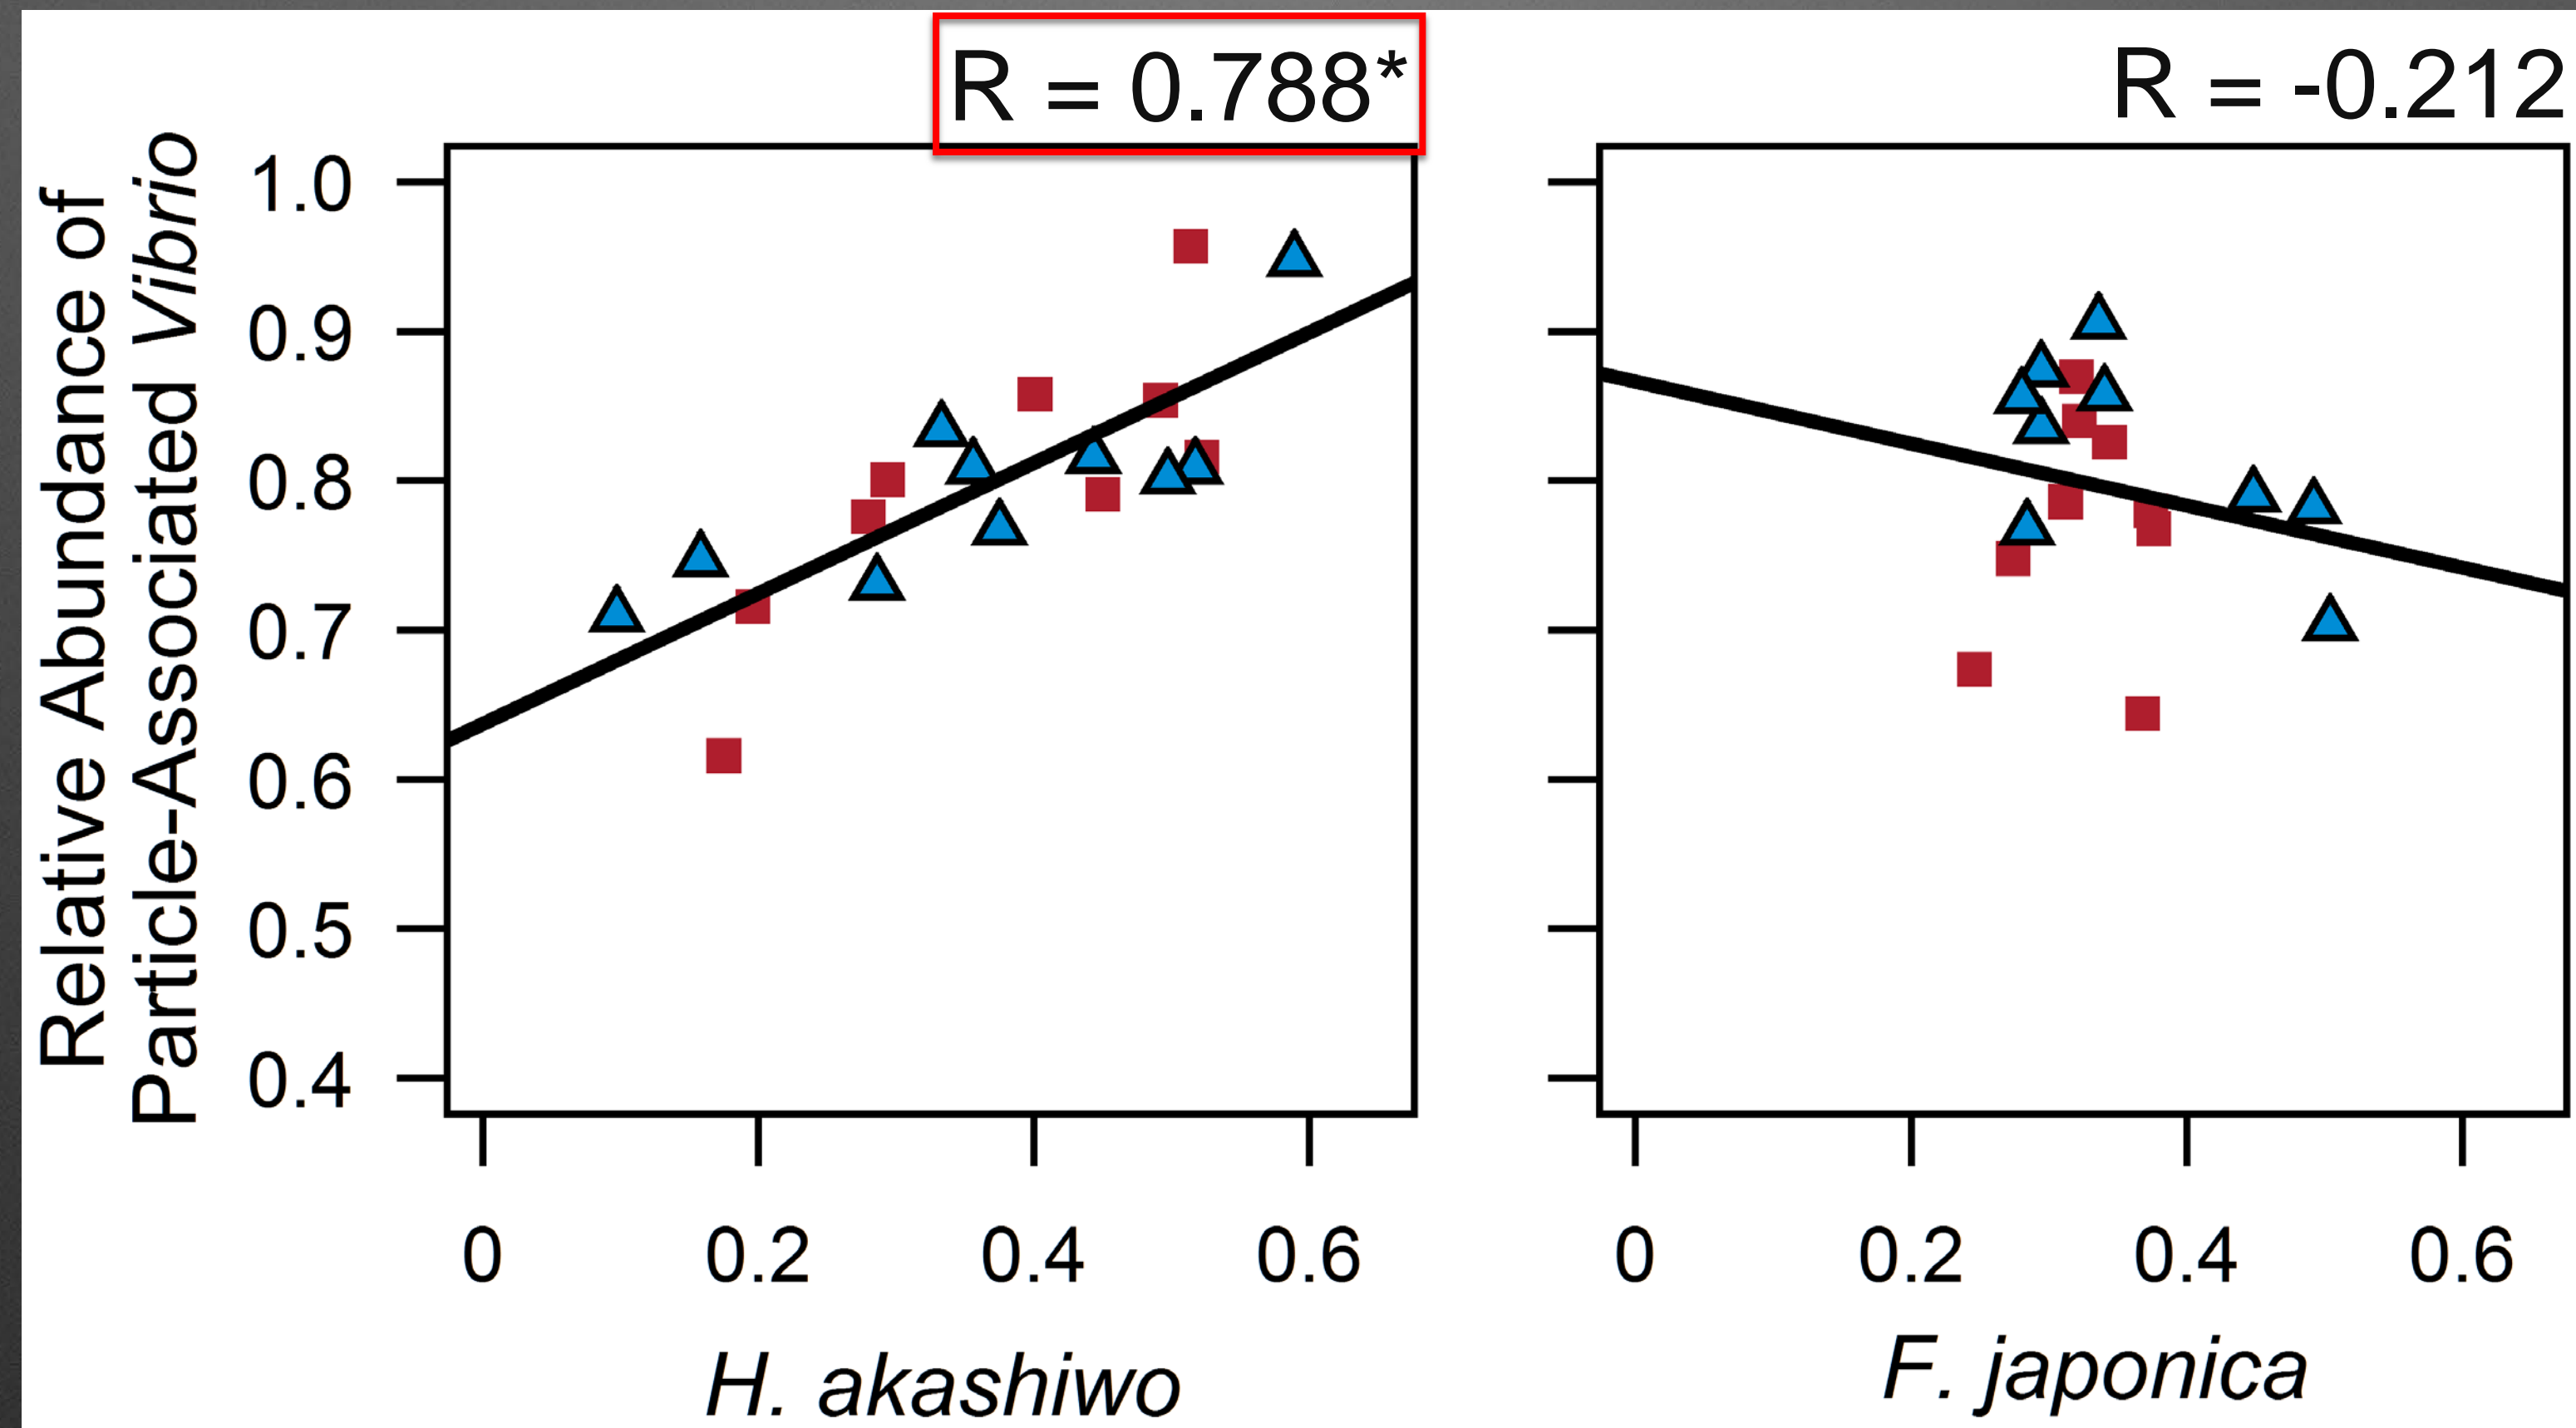 R = 0.788*
R = -0.212
Relative Abundance of
Particle-Associated Vibrio
1.0
0.9
0.8
0.7
0.6
0.5
0.4
0 0.2 0.4 0.6
0 0.2 0.4 0.6
H. akashiwo
F. japonica